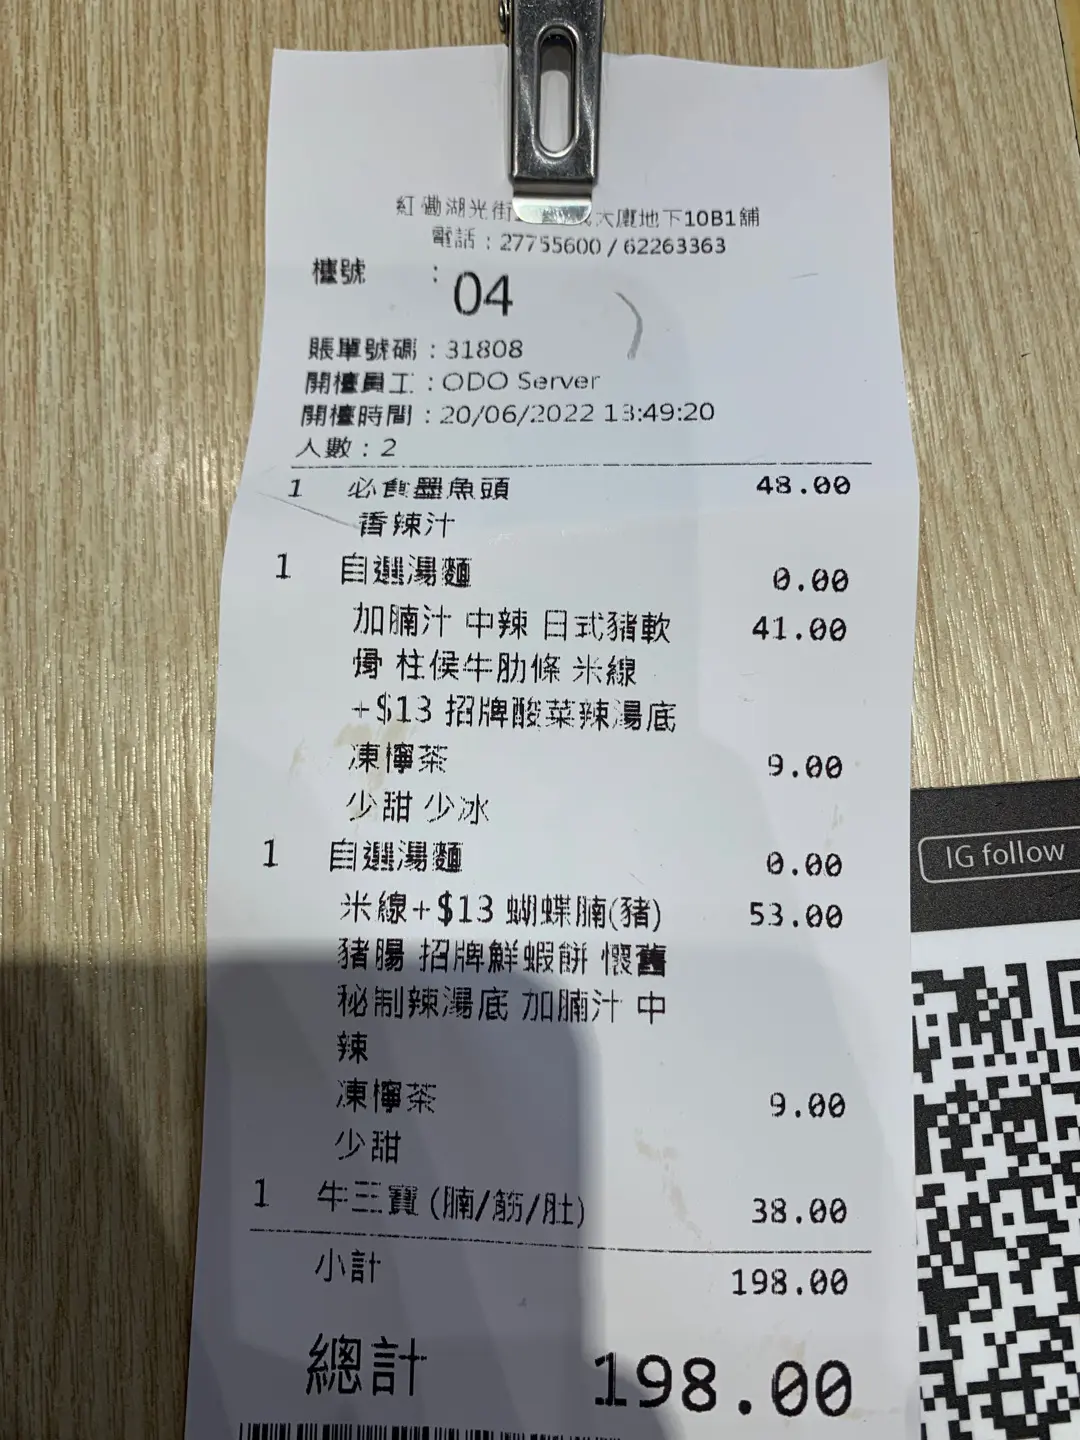 紅磡湖光街 大廈地下10B1舖
電話：27755600 / 62263363
檯號 : 04
賬單號碼：31808
開檯員工：ODO Server
開檯時間：20/06/2022 13:49:20
人數：2
1 必食墨魚頭 48.00
香辣汁
1 自選湯麵 0.00
加腩汁 中辣 日式豬軟 41.00
骨 柱侯牛肋條 米線
+$13 招牌酸菜辣湯底
凍檸茶 9.00
少甜 少冰
1 自選湯麵 0.00
米線+$13 蝴蝶腩(豬) 53.00
豬腸 招牌鮮蝦餅 懷舊
秘制辣湯底 加腩汁 中
辣
凍檸茶 9.00
少甜
1 牛三寶 (腩/筋/肚) 38.00
小計 198.00
總計 198.00
IG follow